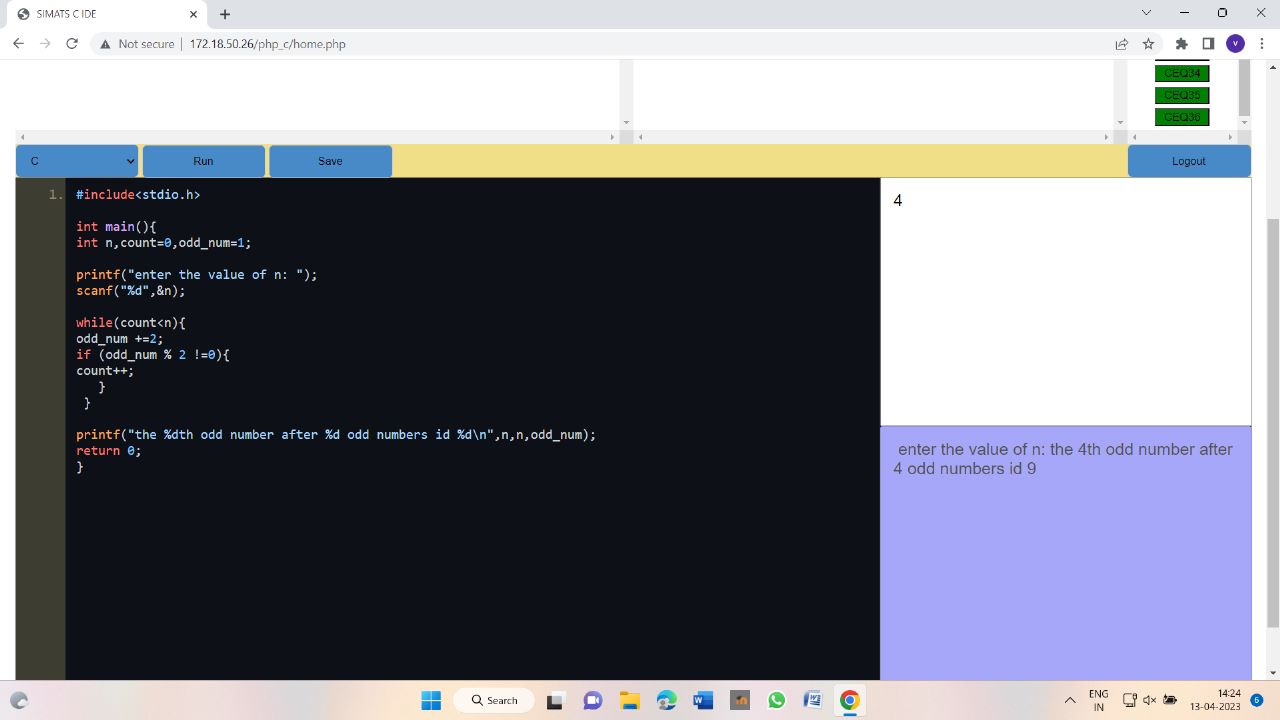 SIMATS C IDE
Not secure | 172.18.50.26/php_c/home.php
V
CEQ34
CEQ35
CEQ36
C
Run
Save
Logout
1.
#include<stdio.h>
int main(){
int n,count=0,odd_num=1;
printf("enter the value of n: ");
scanf("%d",&n);
while(count<n){
odd_num +=2;
if (odd_num % 2 !=0){
count++;
}
}
printf("the %dth odd number after %d odd numbers id %d\n",n,n,odd_num);
return 0;
}
4
enter the value of n: the 4th odd number after
4 odd numbers id 9
Search
ENG
IN
14:24
13-04-2023
6